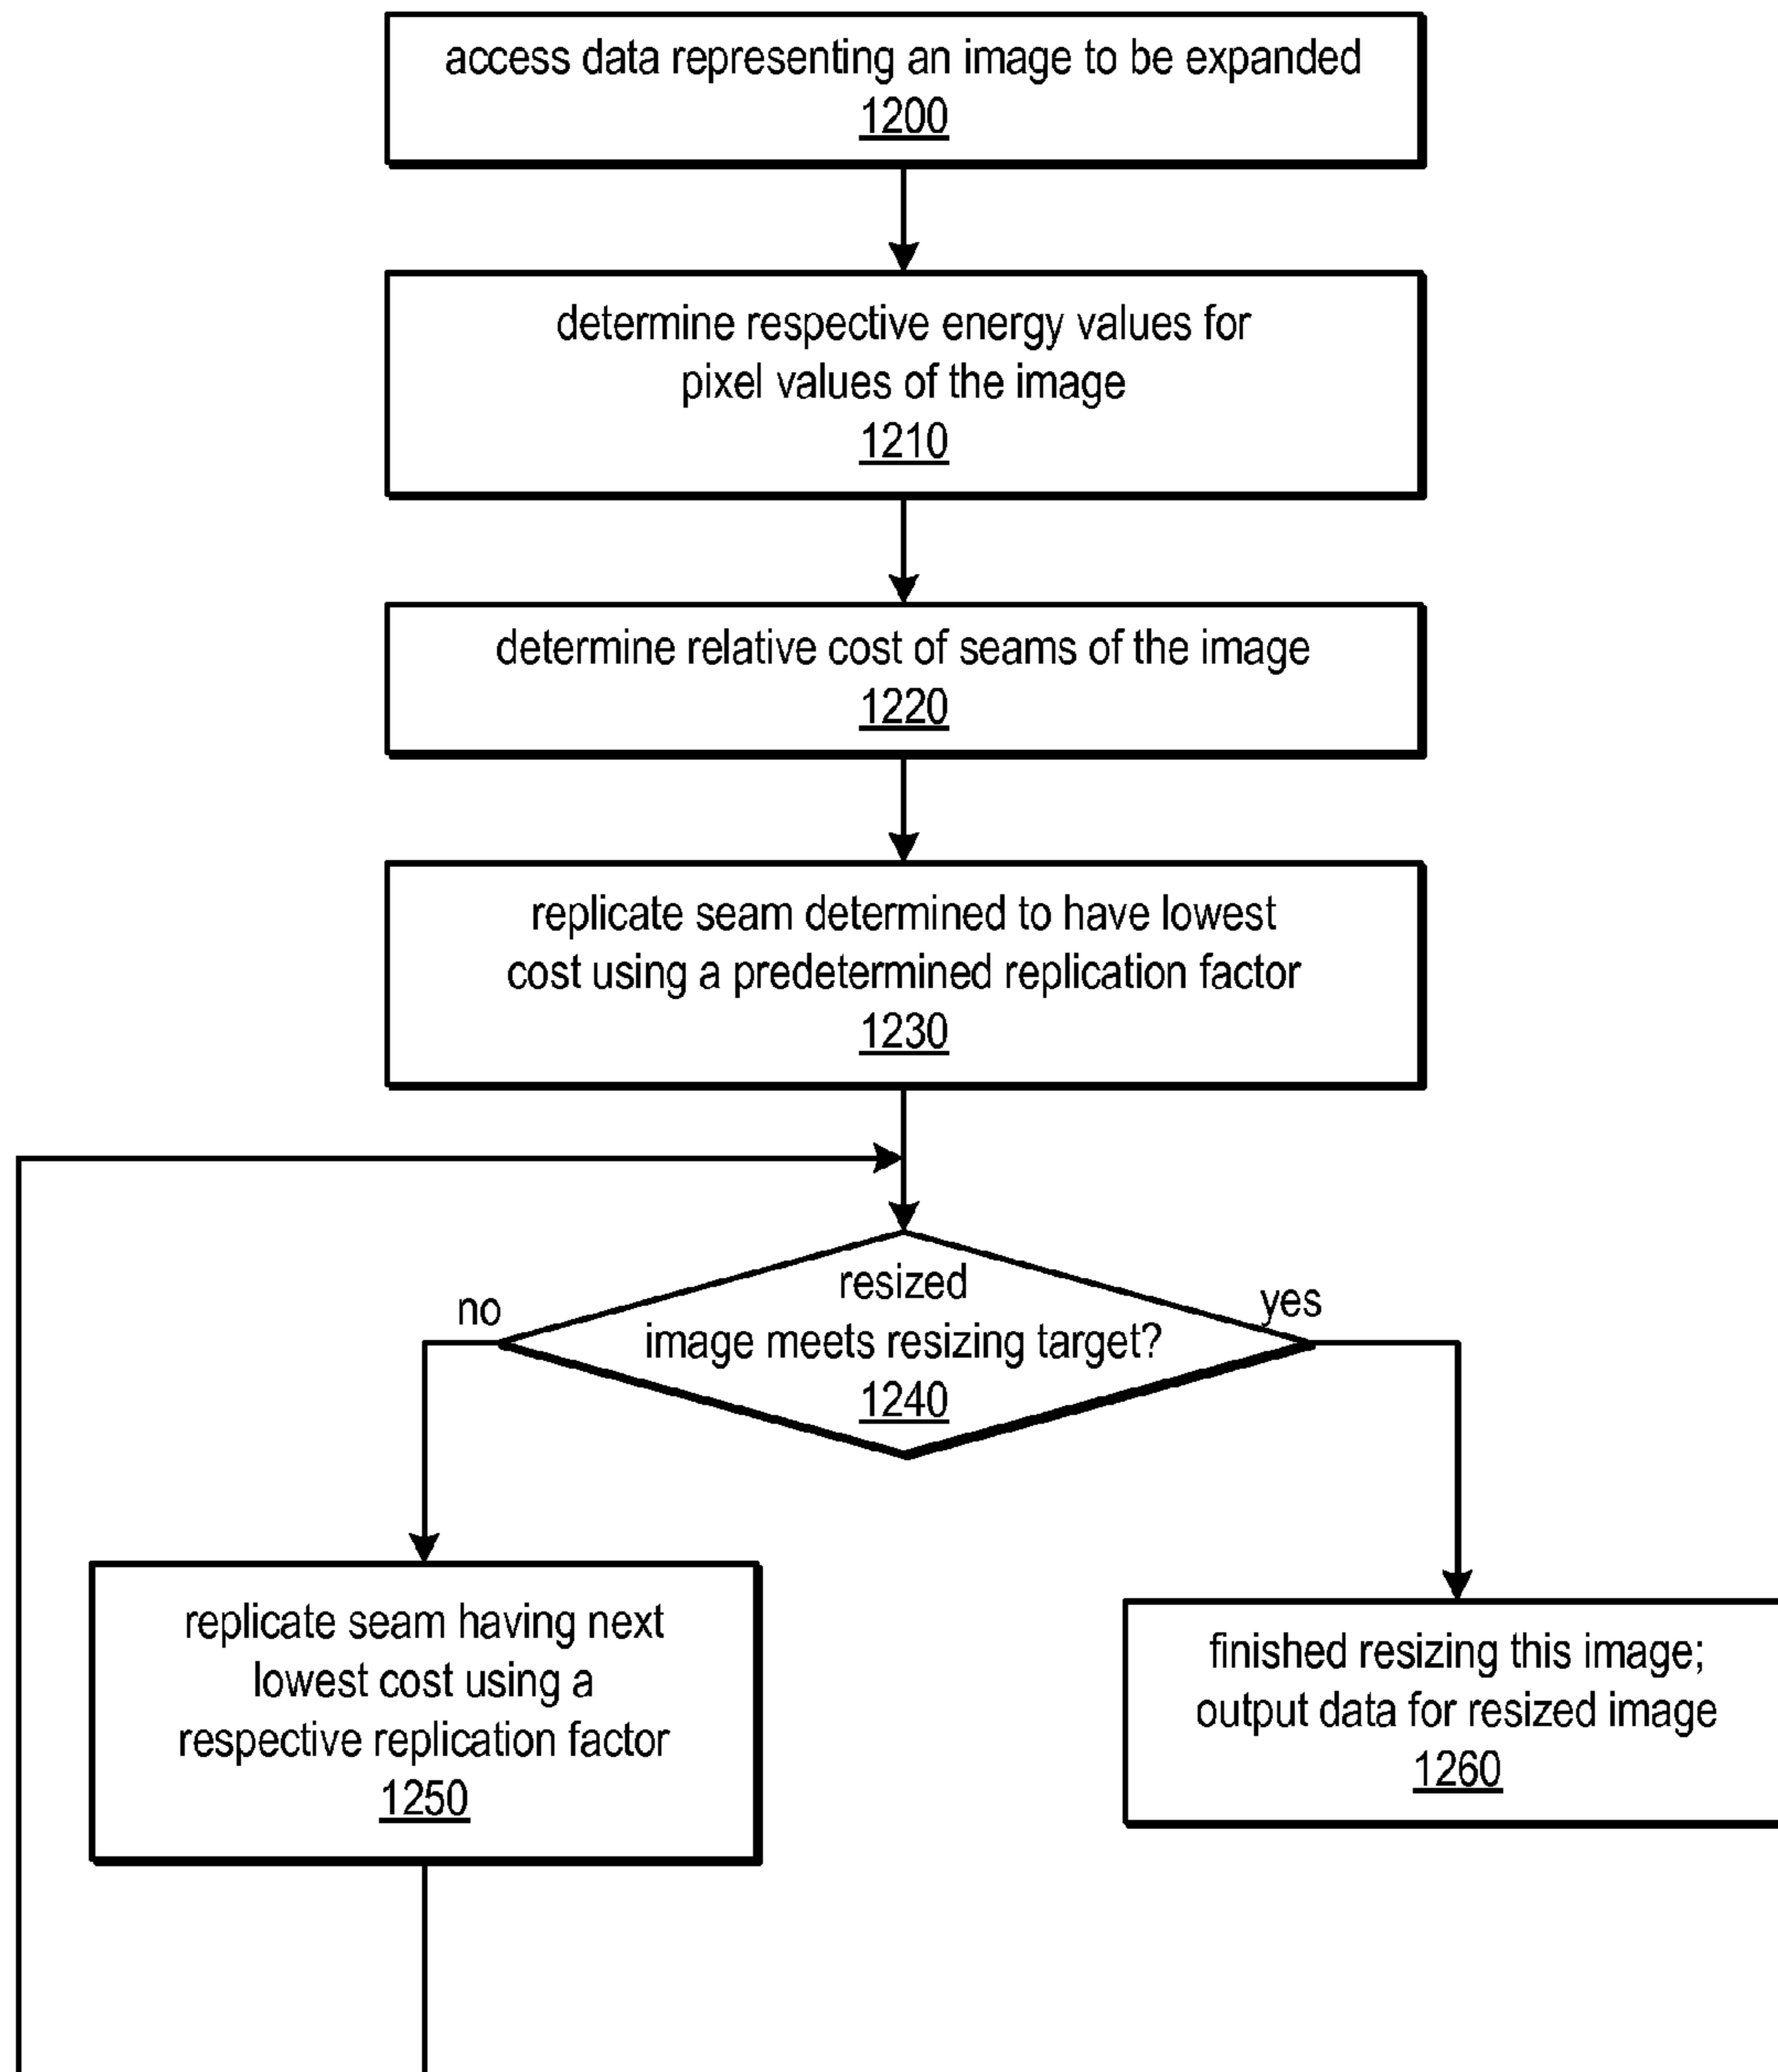 access data representing an image to be expanded
1200
determine respective energy values for
pixel values of the image
1210
determine relative cost of seams of the image
1220
replicate seam determined to have lowest
cost using a predetermined replication factor
1230
resized
image meets resizing target?
1240
no
yes
replicate seam having next
lowest cost using a
respective replication factor
1250
finished resizing this image;
output data for resized image
1260